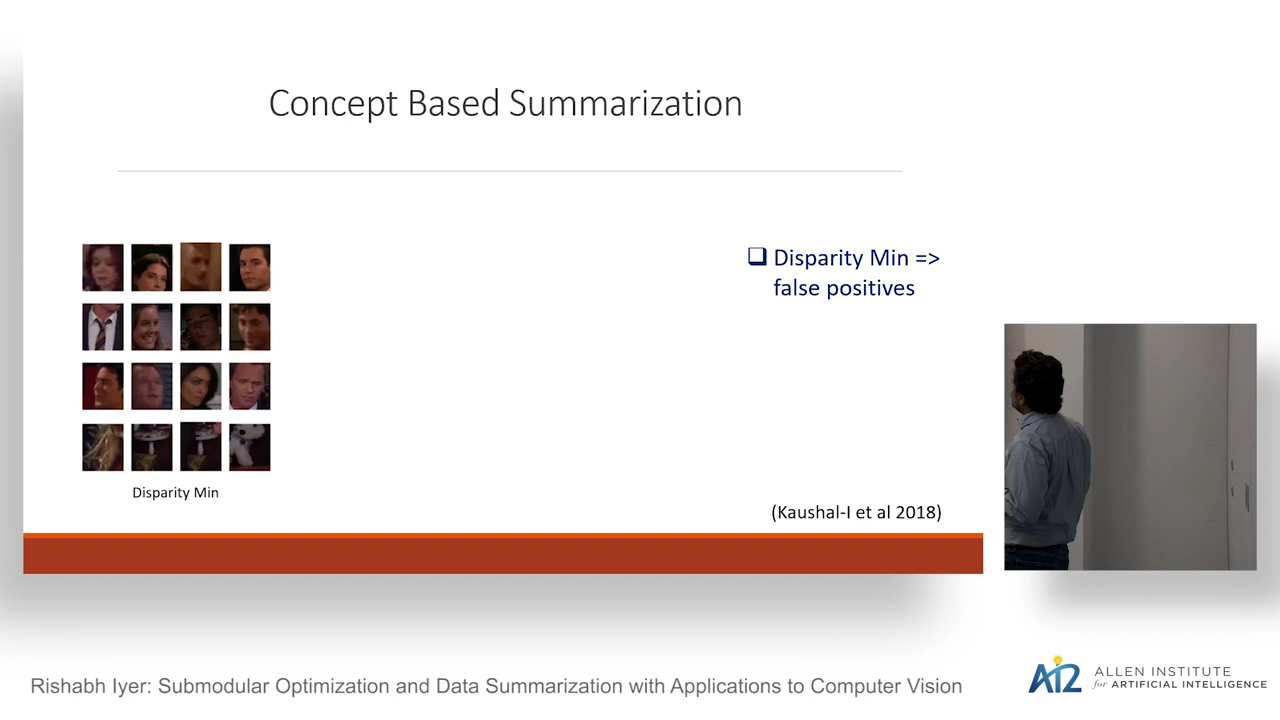 Concept Based Summarization
Disparity Min =>
false positives
Disparity Min
(Kaushal-I et al 2018)
Rishabh Iyer: Submodular Optimization and Data Summarization with Applications to Computer Vision
AI2
ALLEN INSTITUTE
for ARTIFICIAL INTELLIGENCE